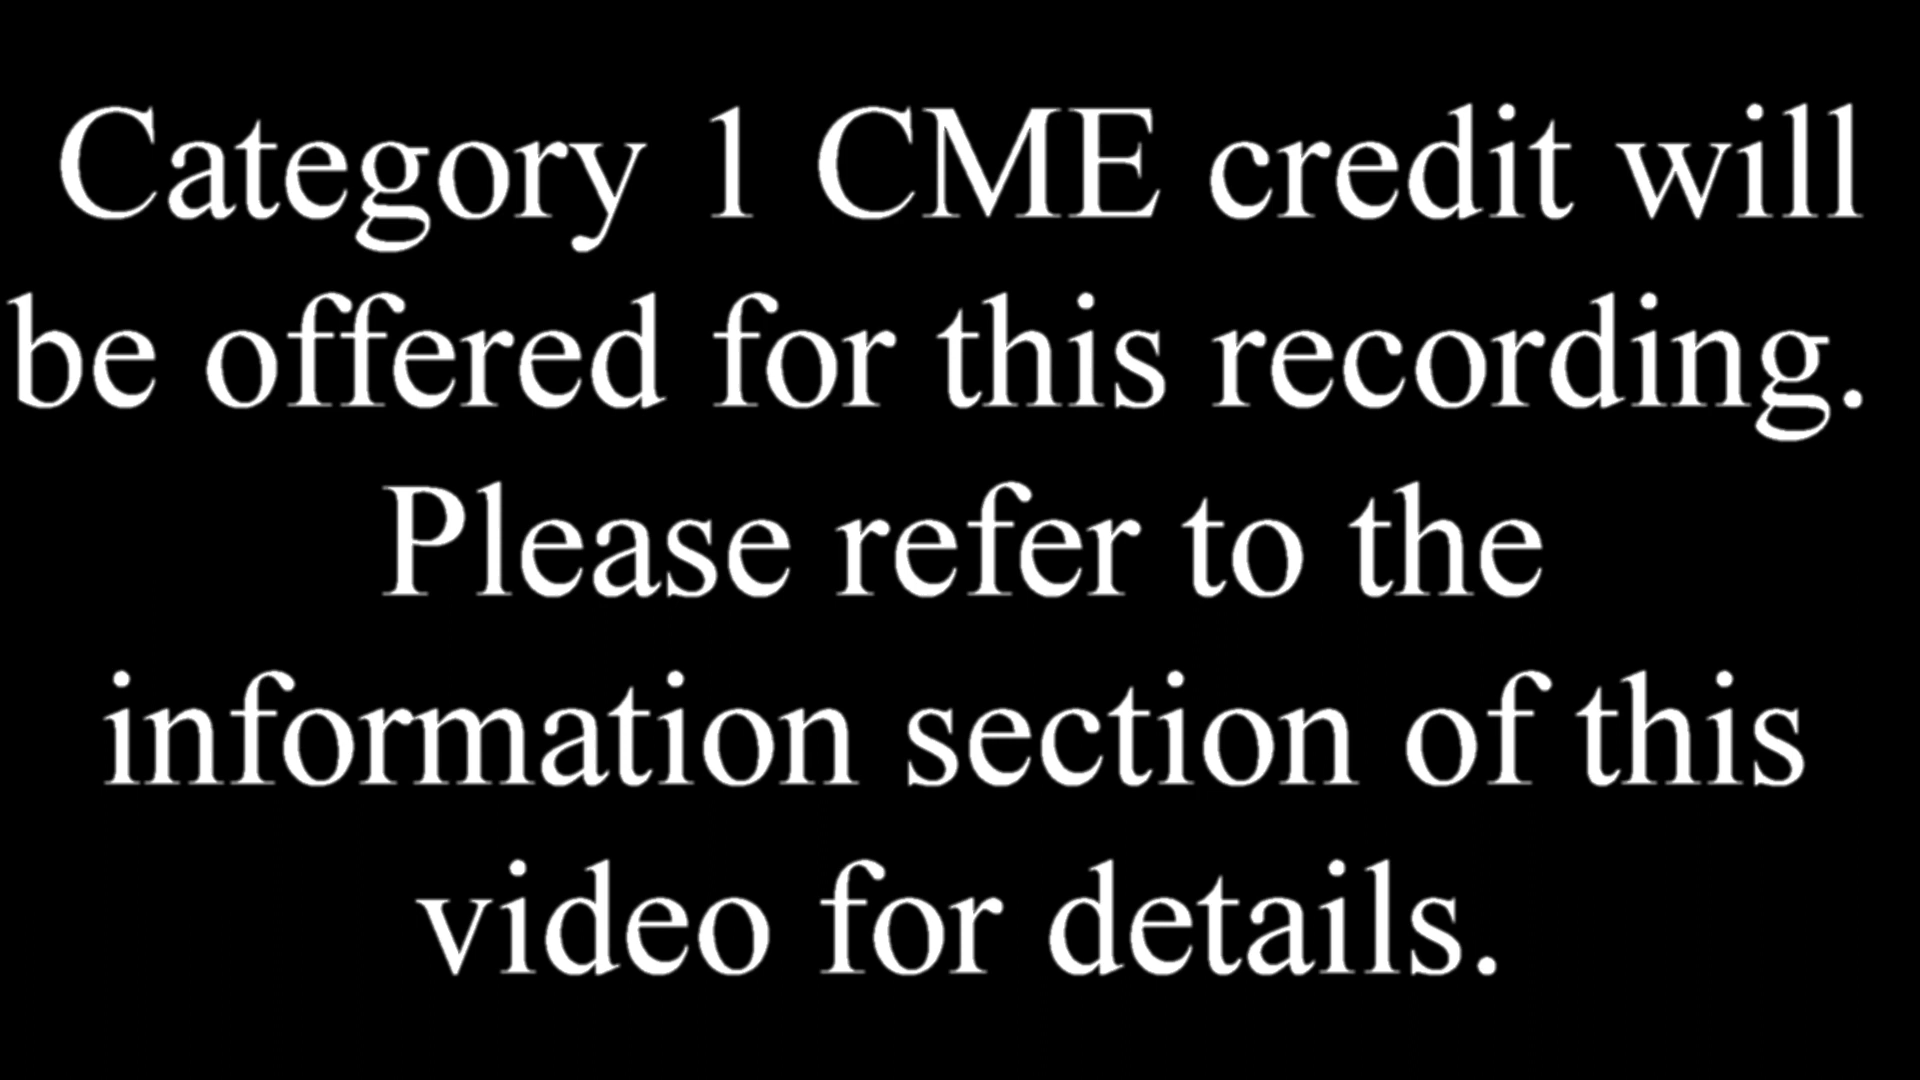 Category 1 CME credit will
be offered for this recording.
Please refer to the
information section of this
video for details.